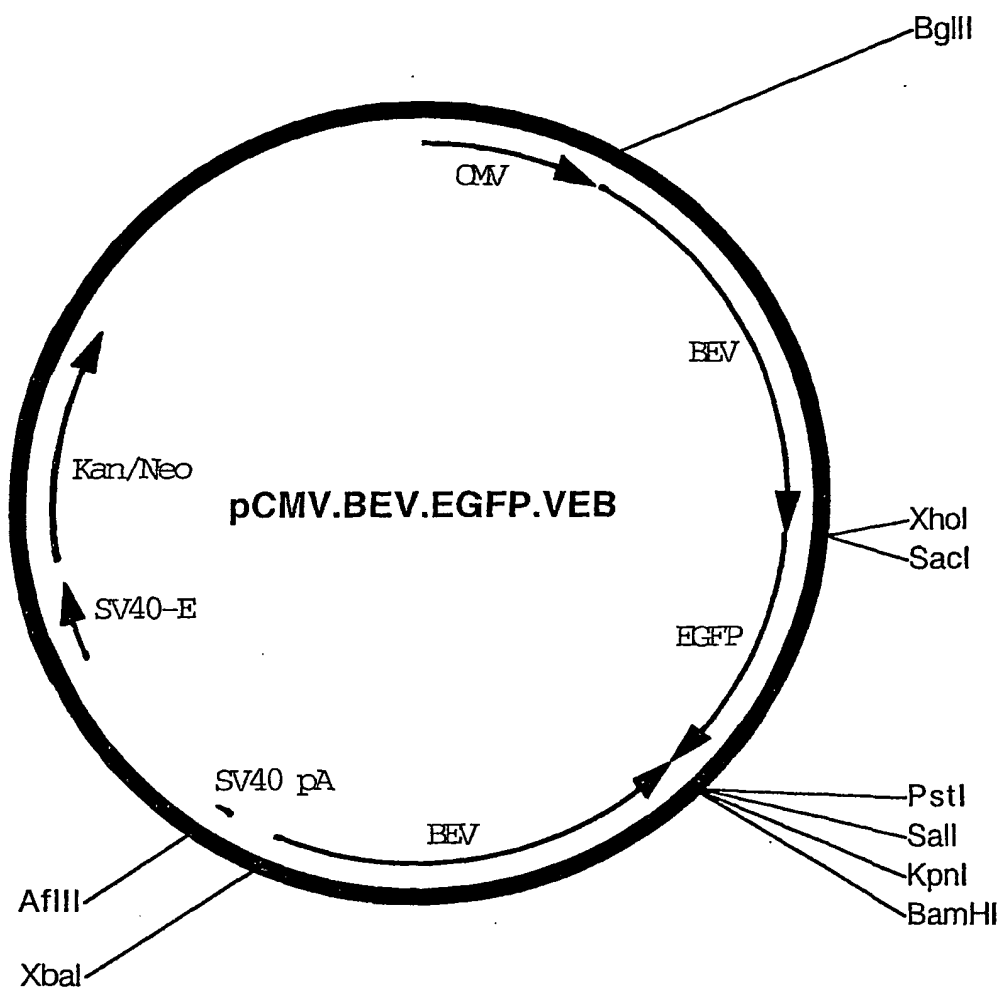 BglII
CMV
BEV
Kan/Neo
pCMV.BEV.EGFP.VEB
XhoI
SacI
SV40-E
EGFP
SV40 pA
PstI
SalI
BEV
KpnI
AflII
BamHI
XbaI